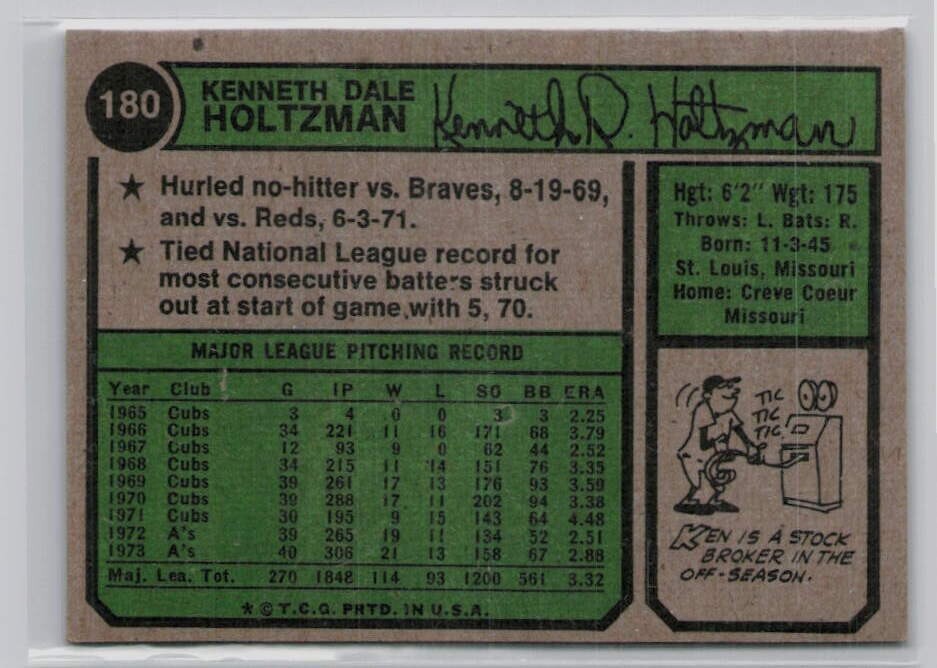 180
KENNETH DALE
HOLTZMAN
Kenneth D. Holtzman
★ Hurled no-hitter vs. Braves, 8-19-69,
and vs. Reds, 6-3-71.
★ Tied National League record for
most consecutive batters struck
out at start of game, with 5, 70.
Hgt: 6'2" Wgt: 175
Throws: L. Bats: R.
Born: 11-3-45
St. Louis, Missouri
Home: Creve Coeur
Missouri
MAJOR LEAGUE PITCHING RECORD
Year Club G IP W L SO BB ERA
1965 Cubs 3 4 0 0 3 3 2.25
1966 Cubs 34 221 11 16 171 68 3.79
1967 Cubs 12 93 9 0 62 44 2.52
1968 Cubs 34 215 11 14 151 76 3.35
1969 Cubs 39 261 17 13 176 93 3.59
1970 Cubs 39 288 17 11 202 94 3.38
1971 Cubs 30 195 9 15 143 64 4.48
1972 A's 39 265 19 11 134 52 2.51
1973 A's 40 306 21 13 158 67 2.88
Maj. Lea. Tot. 270 1848 114 93 1200 561 3.32
* © T.C.G. PRTD. IN U.S.A.
TIC
TIC
TIC
KEN IS A STOCK
BROKER IN THE
OFF-SEASON.